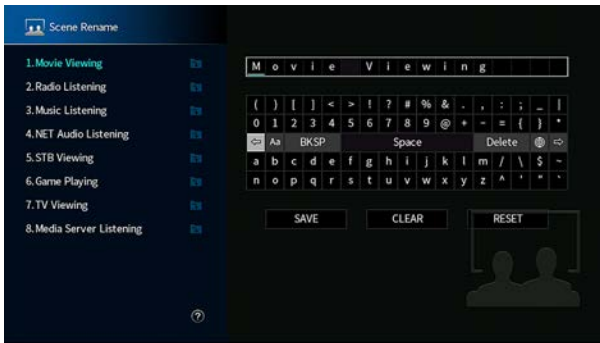 Scene Rename
1.Movie Viewing
2.Radio Listening
3.Music Listening
4.NET Audio Listening
5.STB Viewing
6.Game Playing
7.TV Viewing
8.Media Server Listening
?
Movie Viewing
( ) [ ] < > ! ? # % & . , : ; _ |
0 1 2 3 4 5 6 7 8 9 @ + - = { } *
⇦ Aa BKSP Space Delete ⇨
a b c d e f g h i j k l m / \ $ ~
n o p q r s t u v w x y z ^ ' " `
SAVE CLEAR RESET